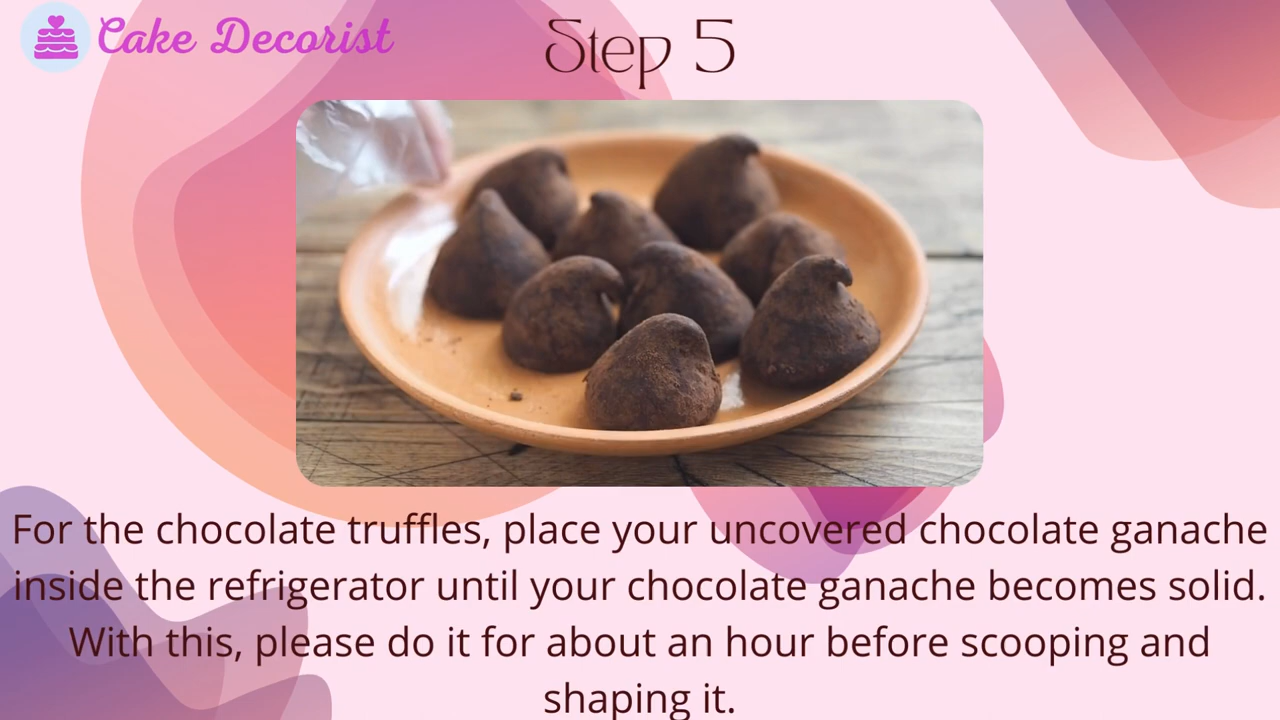 Cake Decorist
Step 5
For the chocolate truffles, place your uncovered chocolate ganache
inside the refrigerator until your chocolate ganache becomes solid.
With this, please do it for about an hour before scooping and
shaping it.